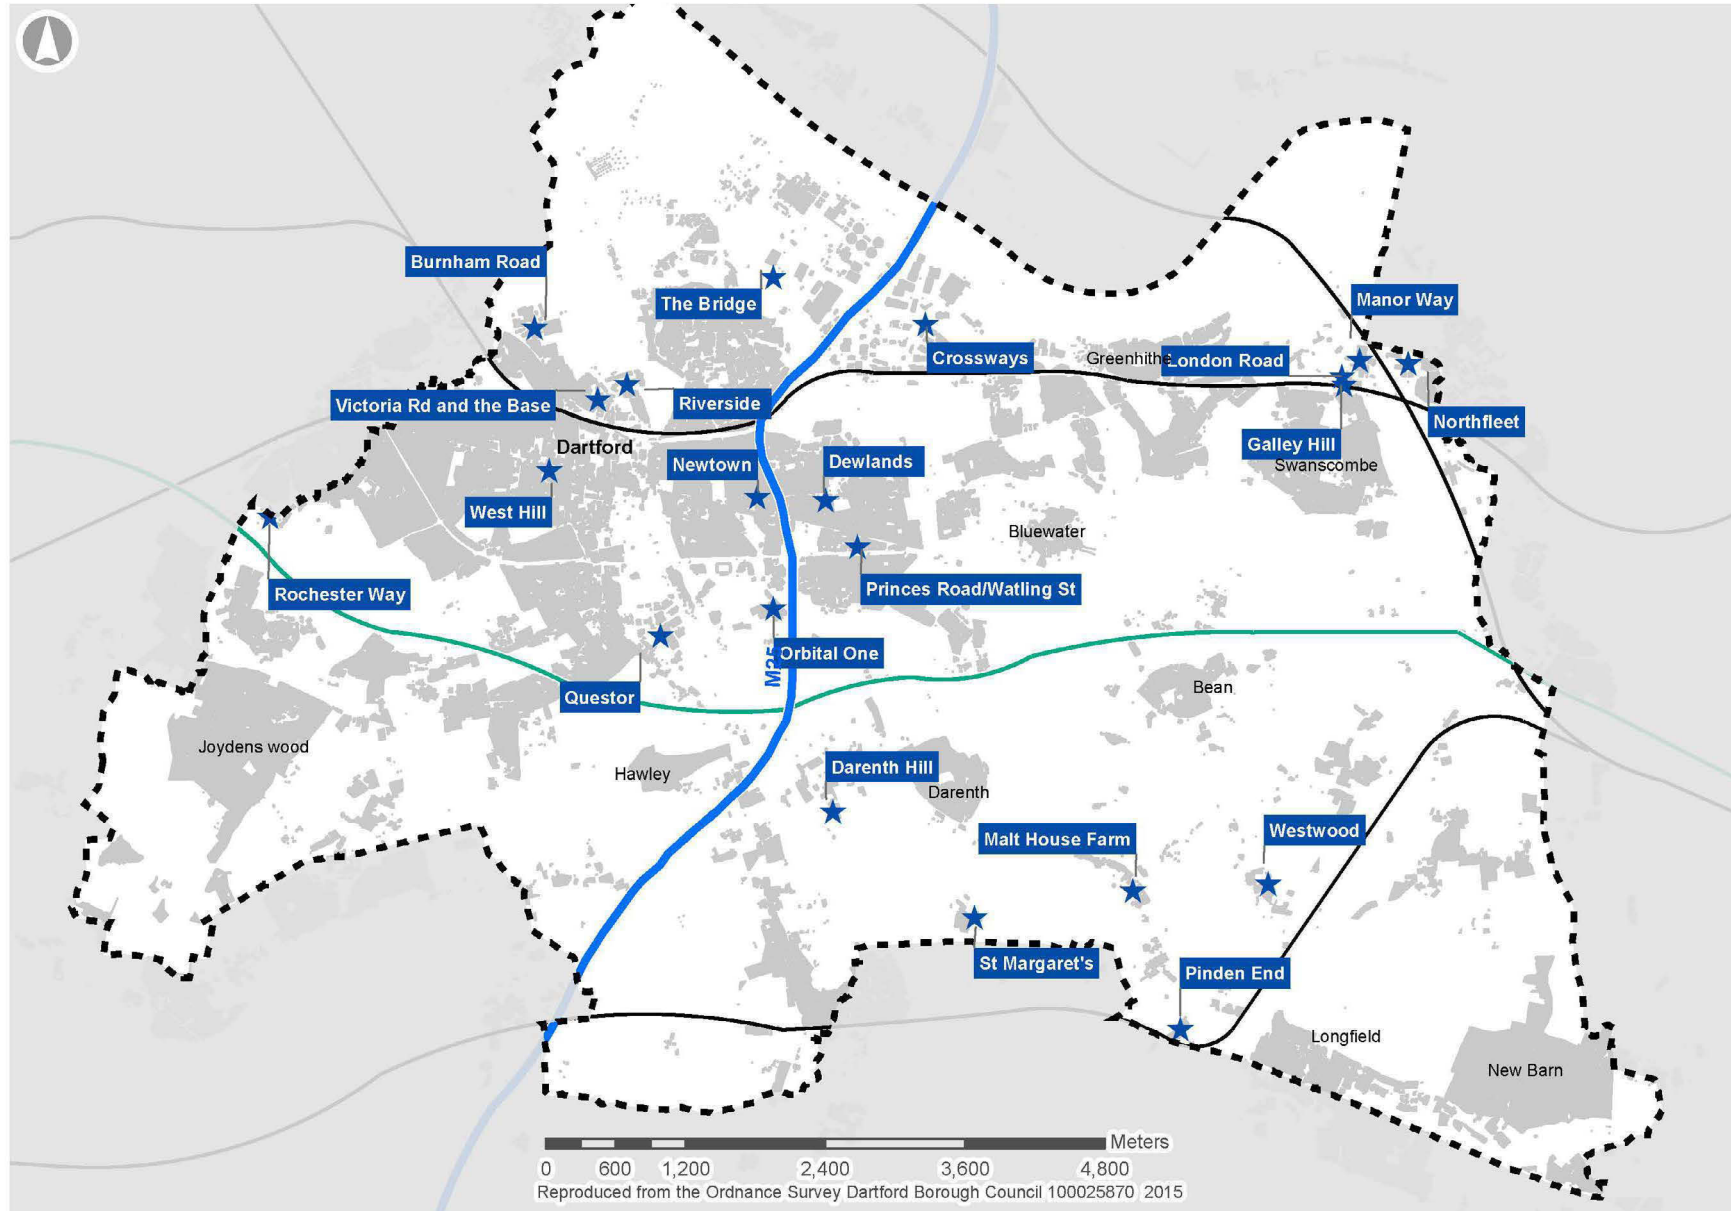 Burnham Road
The Bridge
Manor Way
Crossways
Greenhithe
London Road
Victoria Rd and the Base
Riverside
Northfleet
Galley Hill
Dartford
Newtown
Dewlands
Swanscombe
West Hill
Bluewater
Rochester Way
Princes Road/Watling St
Orbital One
M25
Questor
Bean
Joydens wood
Hawley
Darenth Hill
Darenth
Malt House Farm
Westwood
St Margaret's
Pinden End
Longfield
New Barn
Meters
0 600 1,200 2,400 3,600 4,800
Reproduced from the Ordnance Survey Dartford Borough Council 100025870 2015